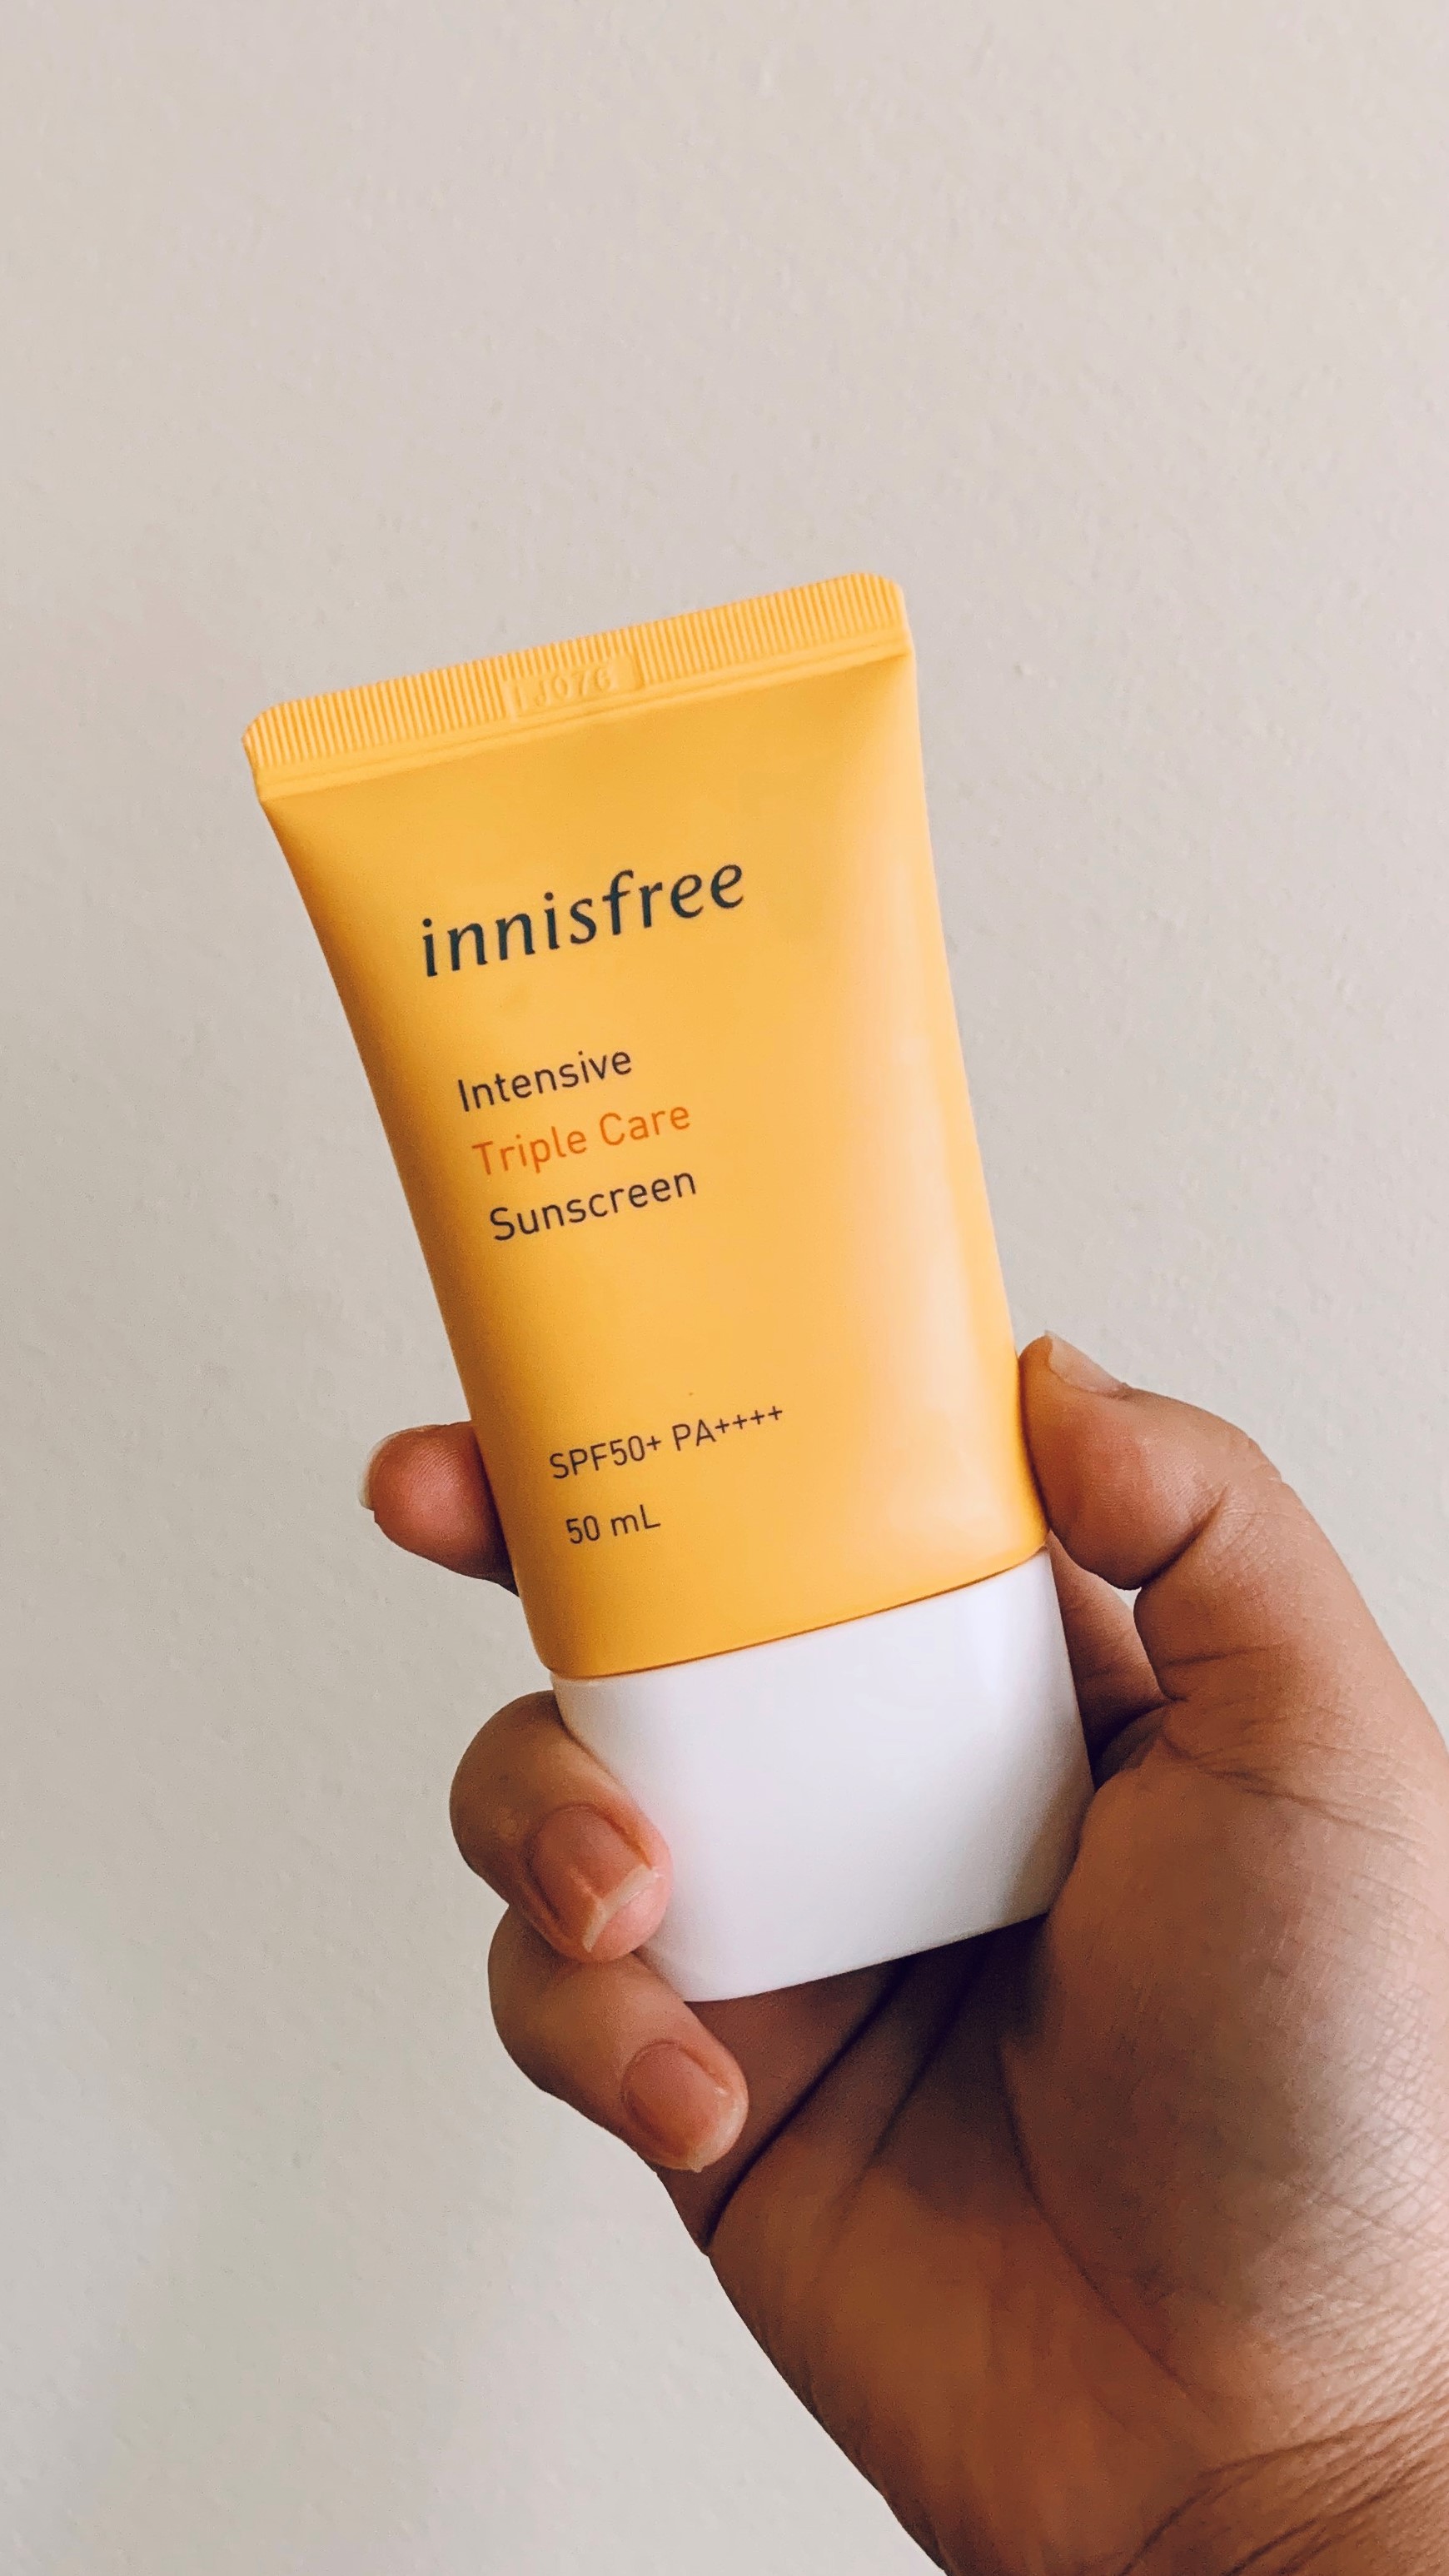 innisfree
Intensive
Triple Care
Sunscreen
SPF50+ PA++++
50 mL